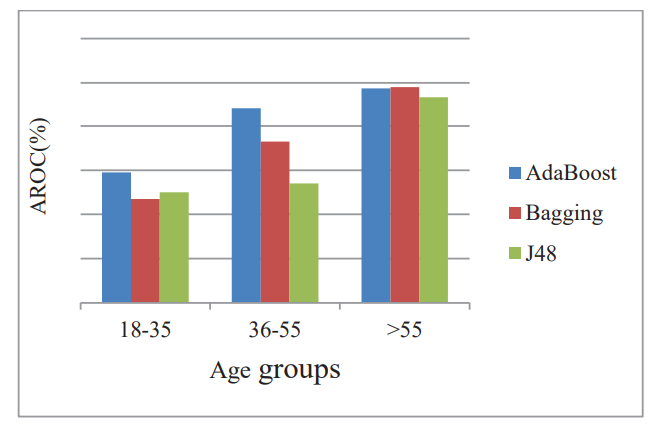 AROC(%)
AdaBoost
Bagging
J48
18-35
36-55
>55
Age groups